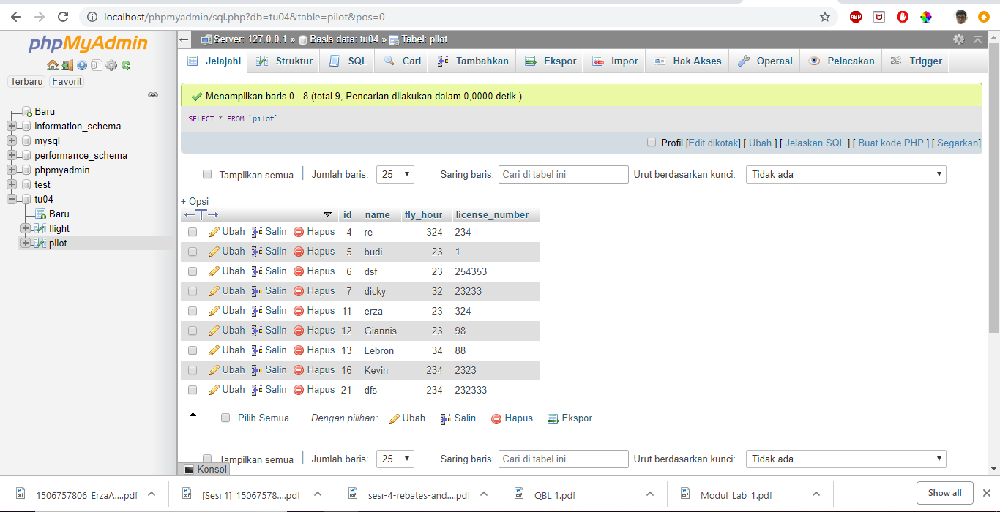 localhost/phpmyadmin/sql.php?db=tu04&table=pilot&pos=0
ABP
phpMyAdmin
Terbaru Favorit
Baru
information_schema
mysql
performance_schema
phpmyadmin
test
tu04
Baru
flight
pilot
Server: 127.0.0.1 » Basis data: tu04 » Tabel: pilot
Jelajahi Struktur SQL Cari Tambahkan Ekspor Impor Hak Akses Operasi Pelacakan Trigger
Menampilkan baris 0 - 8 (total 9, Pencarian dilakukan dalam 0,0000 detik.)
SELECT * FROM `pilot`
Profil [Edit dikotak] [ Ubah ] [ Jelaskan SQL ] [ Buat kode PHP ] [ Segarkan]
Tampilkan semua | Jumlah baris: 25 Saring baris: Cari di tabel ini Urut berdasarkan kunci: Tidak ada
+ Opsi
←T→ id name fly_hour license_number
Ubah Salin Hapus 4 re 324 234
Ubah Salin Hapus 5 budi 23 1
Ubah Salin Hapus 6 dsf 23 254353
Ubah Salin Hapus 7 dicky 32 23233
Ubah Salin Hapus 11 erza 23 324
Ubah Salin Hapus 12 Giannis 23 98
Ubah Salin Hapus 13 Lebron 34 88
Ubah Salin Hapus 16 Kevin 234 2323
Ubah Salin Hapus 21 dfs 234 232333
Pilih Semua Dengan pilihan: Ubah Salin Hapus Ekspor
Tampilkan semua | Jumlah baris: 25 Saring baris: Cari di tabel ini Urut berdasarkan kunci: Tidak ada
Konsol
1506757806_ErzaA....pdf [Sesi 1]_15067578....pdf sesi-4-rebates-and....pdf QBL 1.pdf Modul_Lab_1.pdf Show all